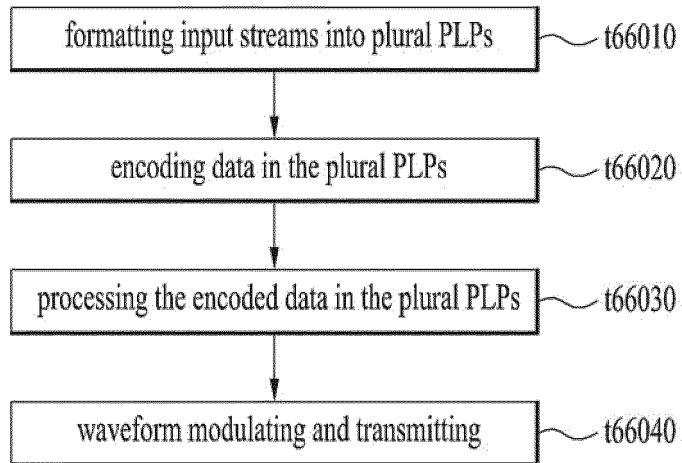 formatting input streams into plural PLPs t66010
encoding data in the plural PLPs t66020
processing the encoded data in the plural PLPs t66030
waveform modulating and transmitting t66040